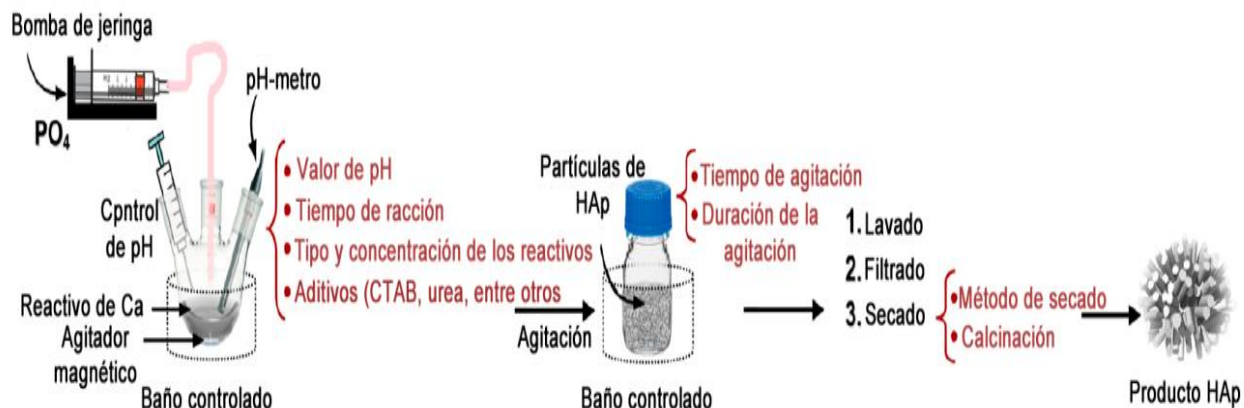 Bomba de jeringa
PO4
pH-metro
Cpntrol
de pH
Reactivo de Ca
Agitador
magnético
Baño controlado
• Valor de pH
• Tiempo de racción
• Tipo y concentración de los reactivos
• Aditivos (CTAB, urea, entre otros
Agitación
Partículas de
HAp
Baño controlado
• Tiempo de agitación
• Duración de la
agitación
1. Lavado
2. Filtrado
3. Secado
• Método de secado
• Calcinación
Producto HAp